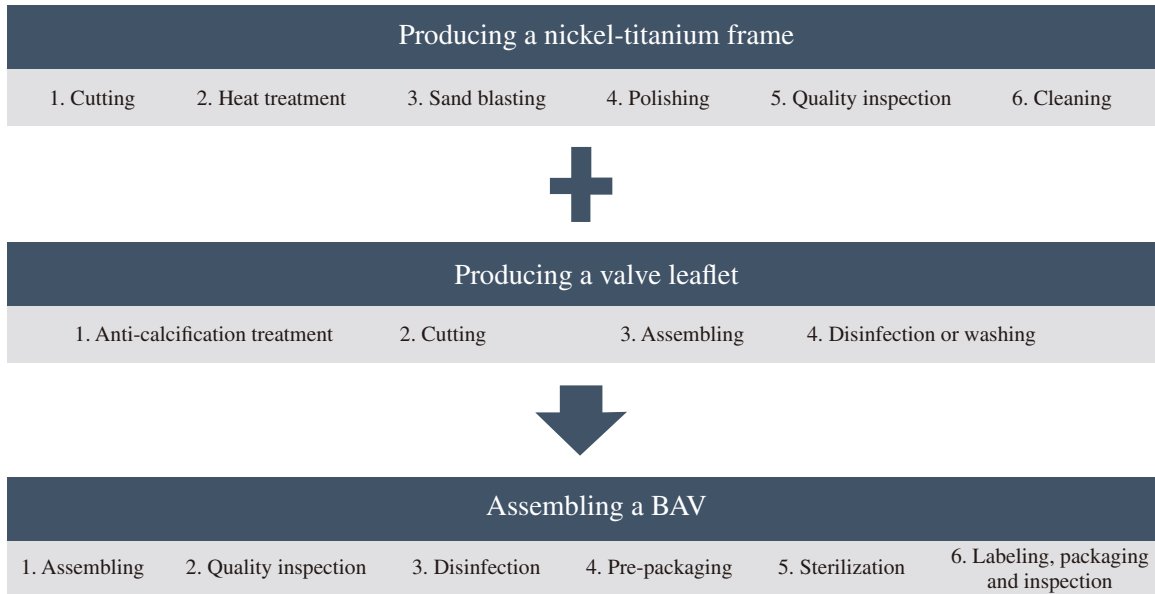 Producing a nickel-titanium frame
1. Cutting 2. Heat treatment 3. Sand blasting 4. Polishing 5. Quality inspection 6. Cleaning
Producing a valve leaflet
1. Anti-calcification treatment 2. Cutting 3. Assembling 4. Disinfection or washing
Assembling a BAV
1. Assembling 2. Quality inspection 3. Disinfection 4. Pre-packaging 5. Sterilization 6. Labeling, packaging
and inspection